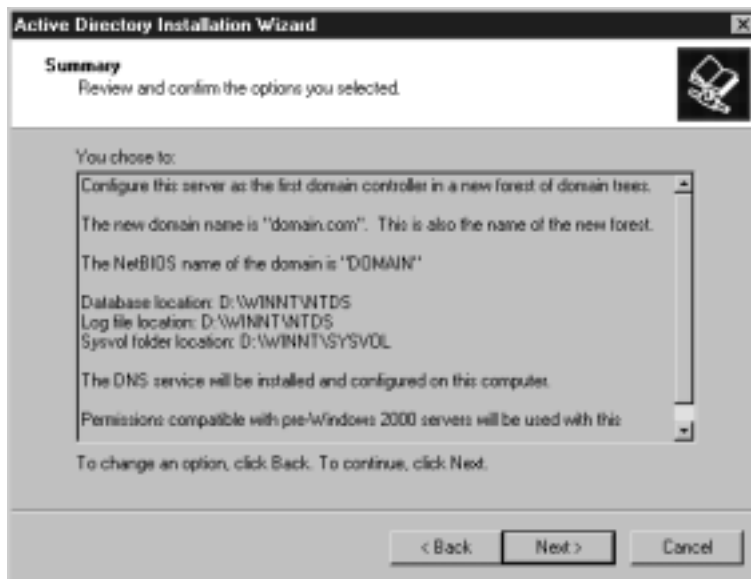 Active Directory Installation Wizard
Summary
Review and confirm the options you selected.
You chose to:
Configure this server as the first domain controller in a new forest of domain trees.
The new domain name is "domain.com". This is also the name of the new forest.
The NetBIOS name of the domain is "DOMAIN"
Database location: D:\WINNT\NTDS
Log file location: D:\WINNT\NTDS
Sysvol folder location: D:\WINNT\SYSVOL
The DNS service will be installed and configured on this computer.
Permissions compatible with pre-Windows 2000 servers will be used with this
To change an option, click Back. To continue, click Next.
< Back Next > Cancel